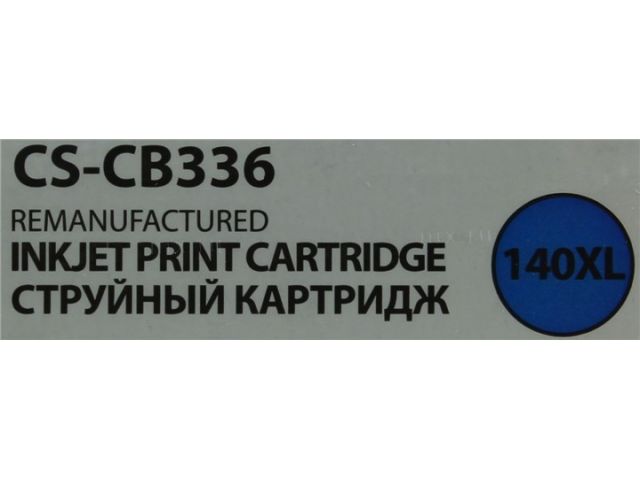 CS-CB336
REMANUFACTURED
INKJET PRINT CARTRIDGE
СТРУЙНЫЙ КАРТРИДЖ
140XL